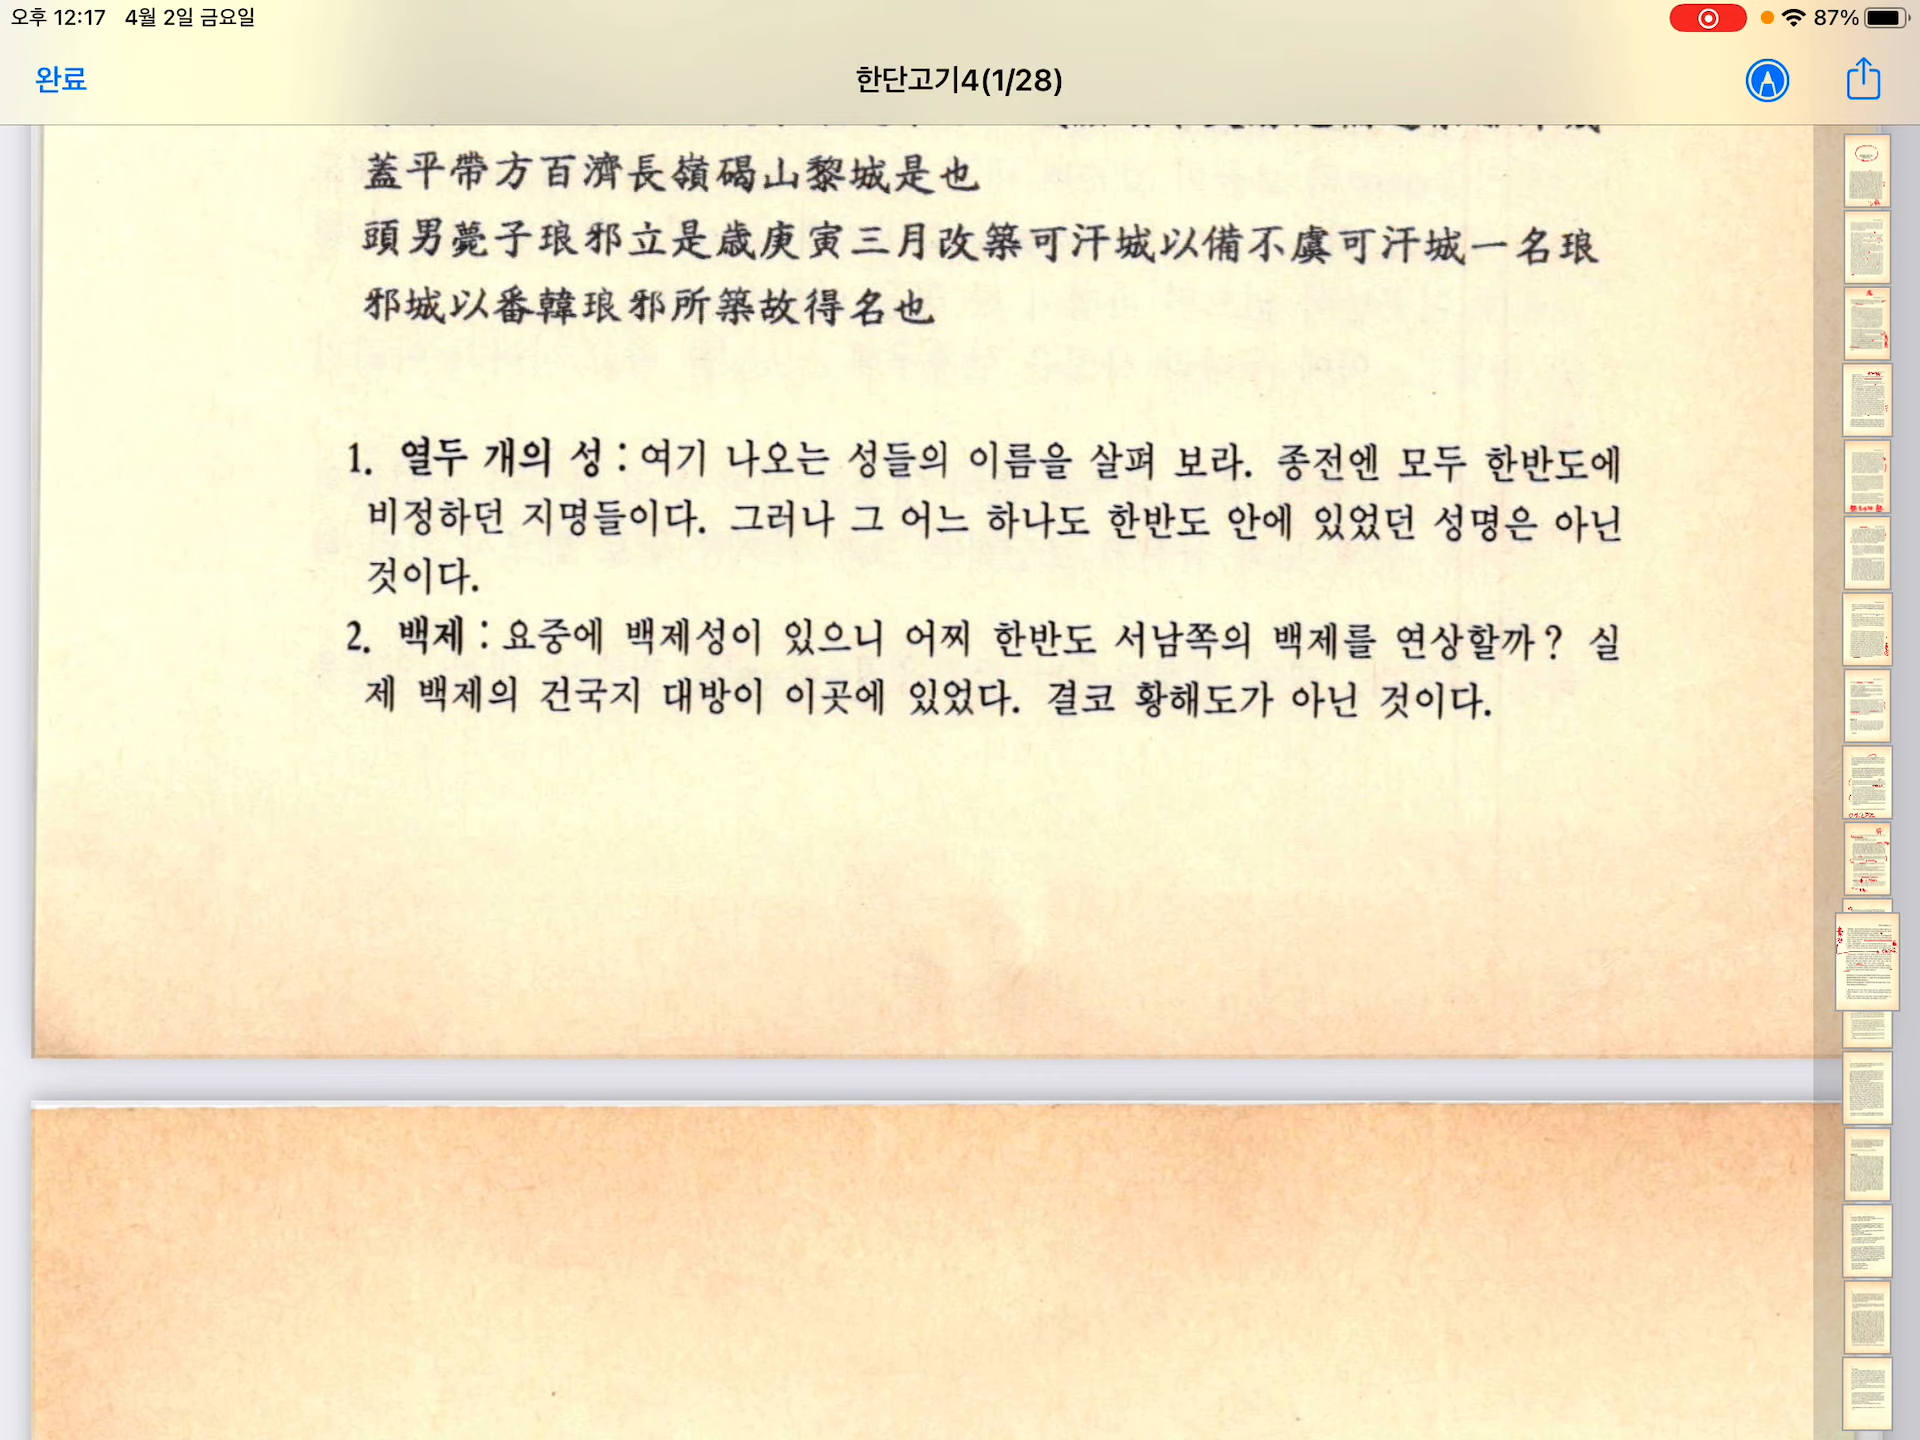 오후 12:17 4월 2일 금요일
87%
완료
한단고기4(1/28)
蓋平帶方百濟長嶺碣山黎城是也
頭男薨子琅邪立是歲庚寅三月改築可汗城以備不虞可汗城一名琅
邪城以番韓琅邪所築故得名也
1. 열두 개의 성 : 여기 나오는 성들의 이름을 살펴 보라. 종전엔 모두 한반도에
비정하던 지명들이다. 그러나 그 어느 하나도 한반도 안에 있었던 성명은 아닌
것이다.
2. 백제 : 요중에 백제성이 있으니 어찌 한반도 서남쪽의 백제를 연상할까? 실
제 백제의 건국지 대방이 이곳에 있었다. 결코 황해도가 아닌 것이다.